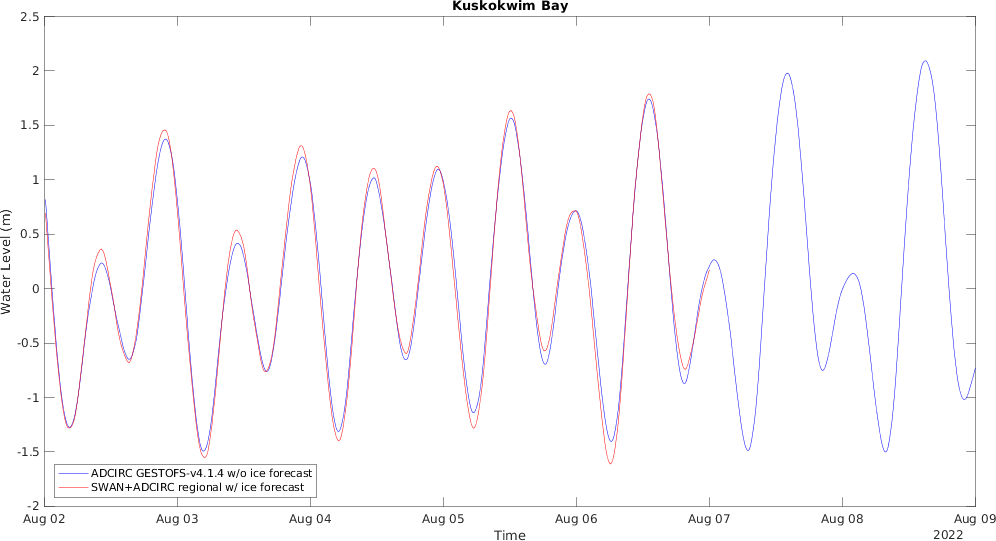 Kuskokwim Bay
2.5
2
1.5
1
0.5
0
-0.5
-1
-1.5
-2
Water Level (m)
ADCIRC GESTOFS-v4.1.4 w/o ice forecast
SWAN+ADCIRC regional w/ ice forecast
Aug 02 Aug 03 Aug 04 Aug 05 Aug 06 Aug 07 Aug 08 Aug 09
Time 2022